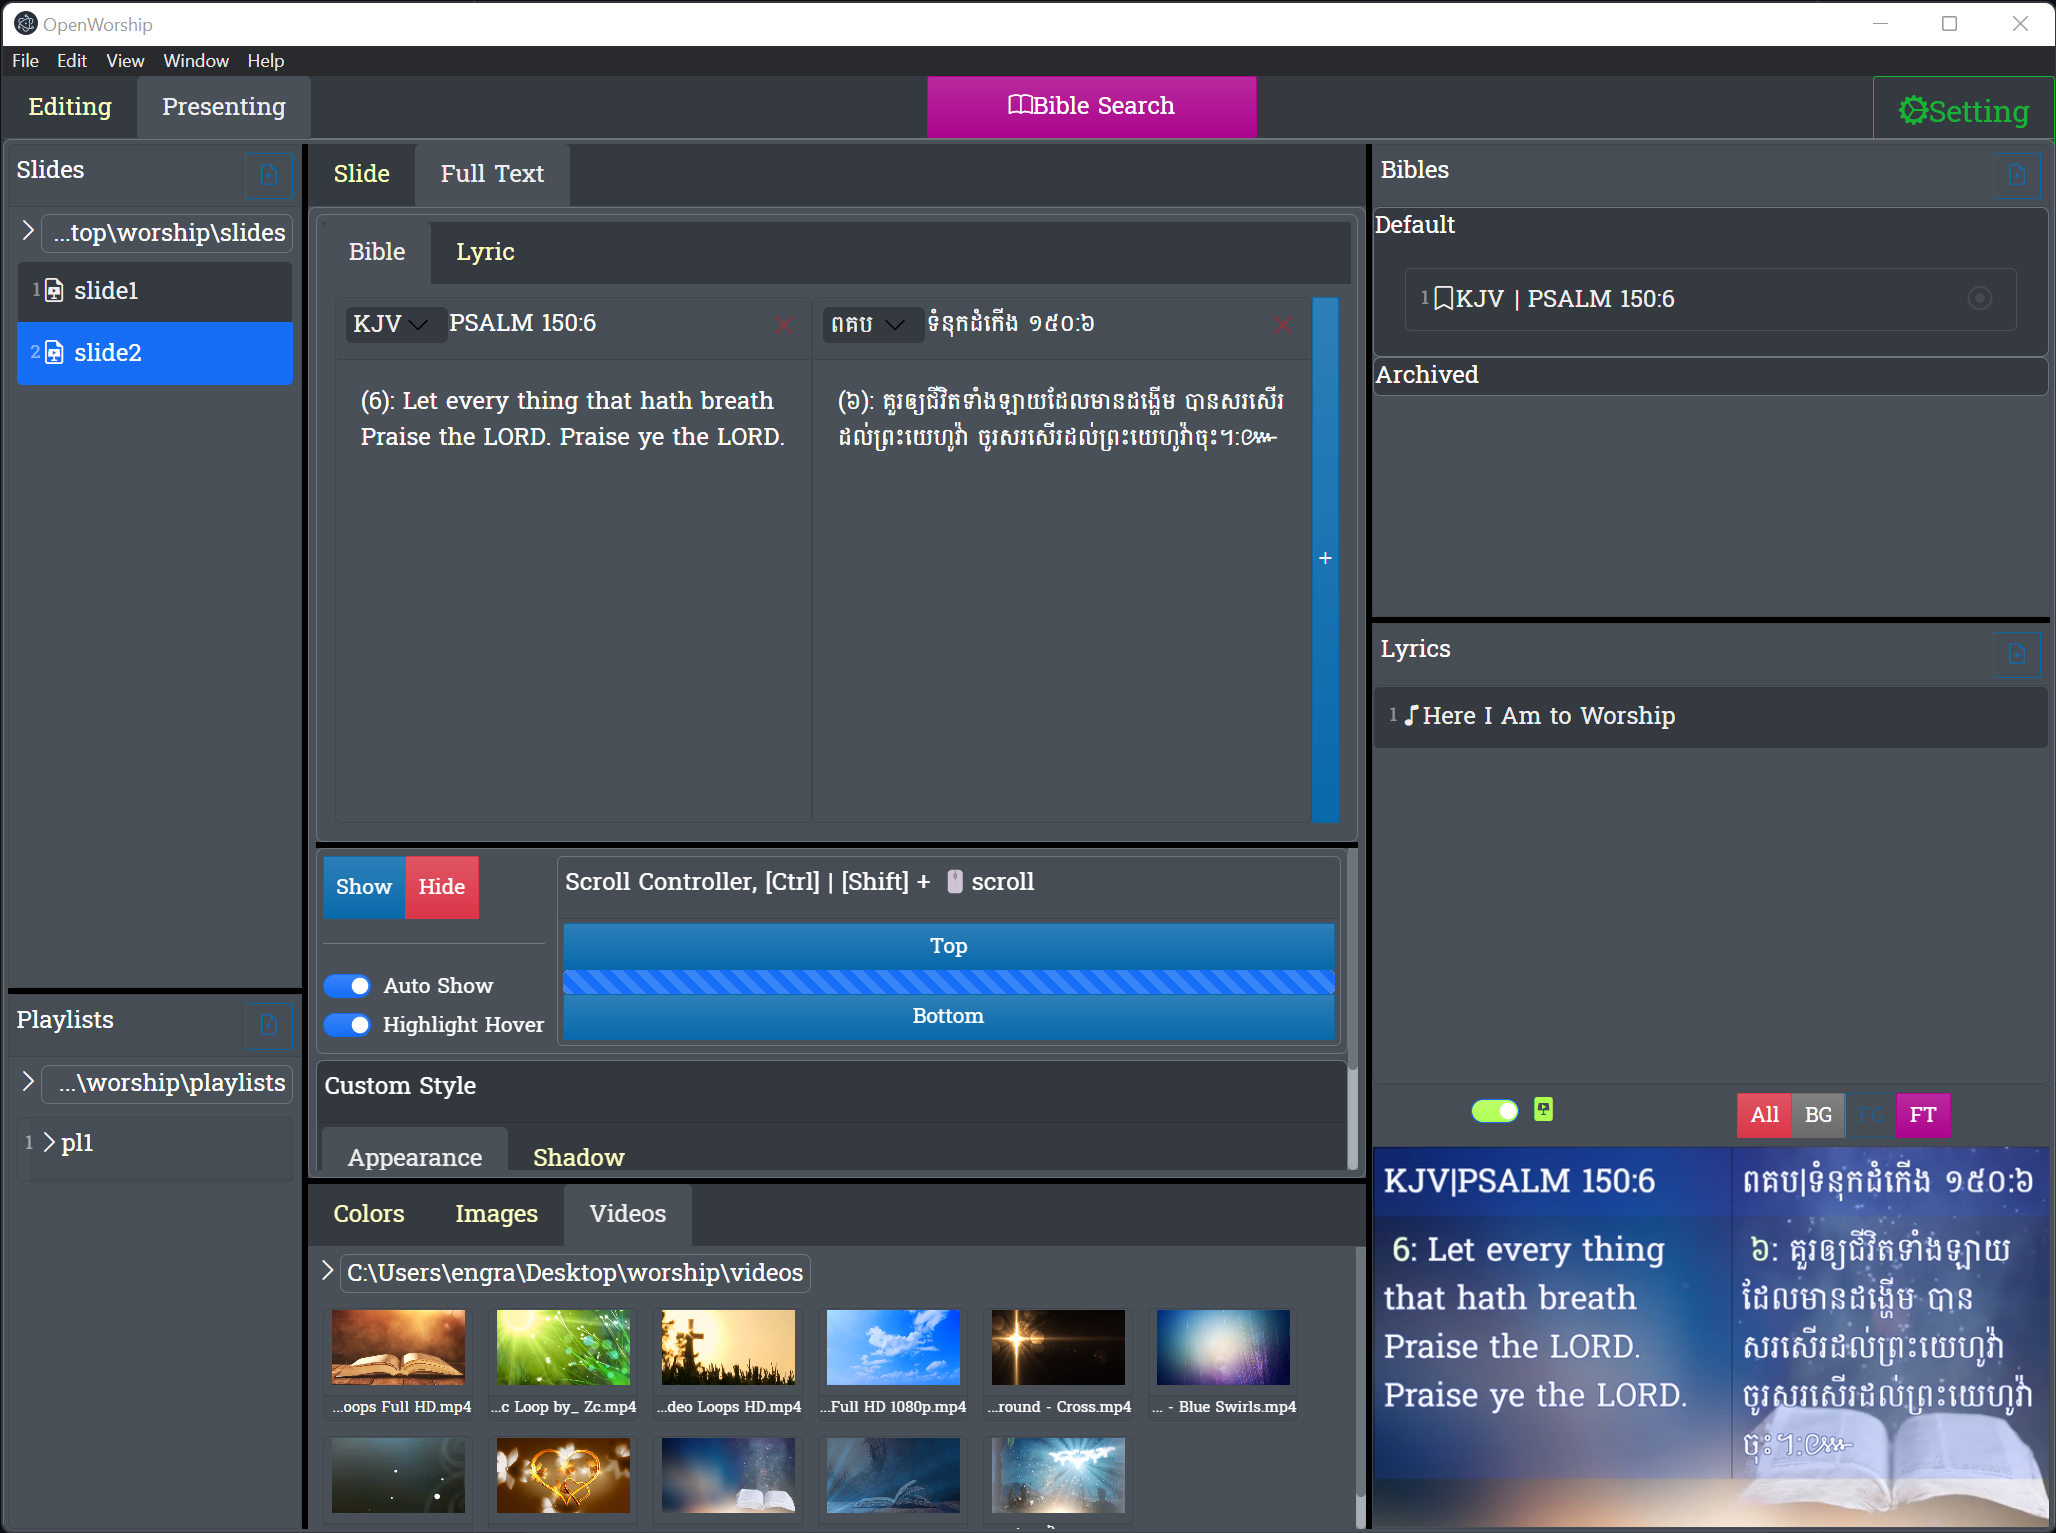 OpenWorship
File Edit View Window Help
Editing Presenting
Bible Search
Setting
Slides
...top\worship\slides
1 slide1
2 slide2
Playlists
...\worship\playlists
1 pl1
Slide Full Text
Bible Lyric
KJV PSALM 150:6
(6): Let every thing that hath breath
Praise the LORD. Praise ye the LORD.
ពគប ទំនុកដំកើង ១៥០:៦
(៦): គួរឲ្យជីវិតទាំងឡាយដែលមានដង្ហើម បានសរសើរ
ដល់ព្រះយេហូវ៉ា ចូរសរសើរដល់ព្រះយេហូវ៉ាចុះ។:៚
+
Show Hide
Auto Show
Highlight Hover
Scroll Controller, [Ctrl] | [Shift] + scroll
Top
Bottom
Custom Style
Appearance Shadow
Colors Images Videos
C:\Users\engra\Desktop\worship\videos
...oops Full HD.mp4 ...c Loop by_ Zc.mp4 ...deo Loops HD.mp4 ...Full HD 1080p.mp4 ...round - Cross.mp4 ... - Blue Swirls.mp4
Bibles
Default
1 KJV | PSALM 150:6
Archived
Lyrics
1 Here I Am to Worship
All BG FG FT
KJV|PSALM 150:6
6: Let every thing
that hath breath
Praise the LORD.
Praise ye the LORD.
ពគប|ទំនុកដំកើង ១៥០:៦
៦: គួរឲ្យជីវិតទាំងឡាយ
ដែលមានដង្ហើម បាន
សរសើរដល់ព្រះយេហូវ៉ា
ចូរសរសើរដល់ព្រះយេហូវ៉ា
ចុះ។:៚